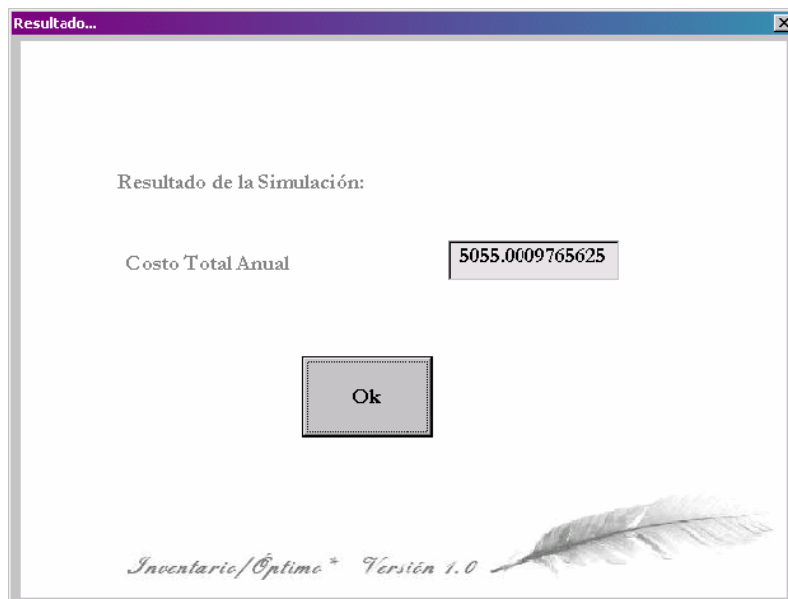 Resultado...
Resultado de la Simulación:
Costo Total Anual 5055.0009765625
Ok
Inventario/Óptimo* Versión 1.0